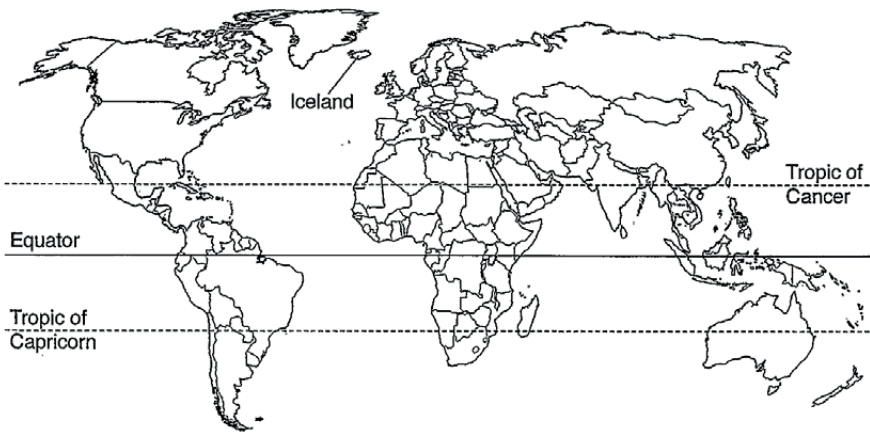 Iceland
Tropic of
Cancer
Equator
Tropic of
Capricorn